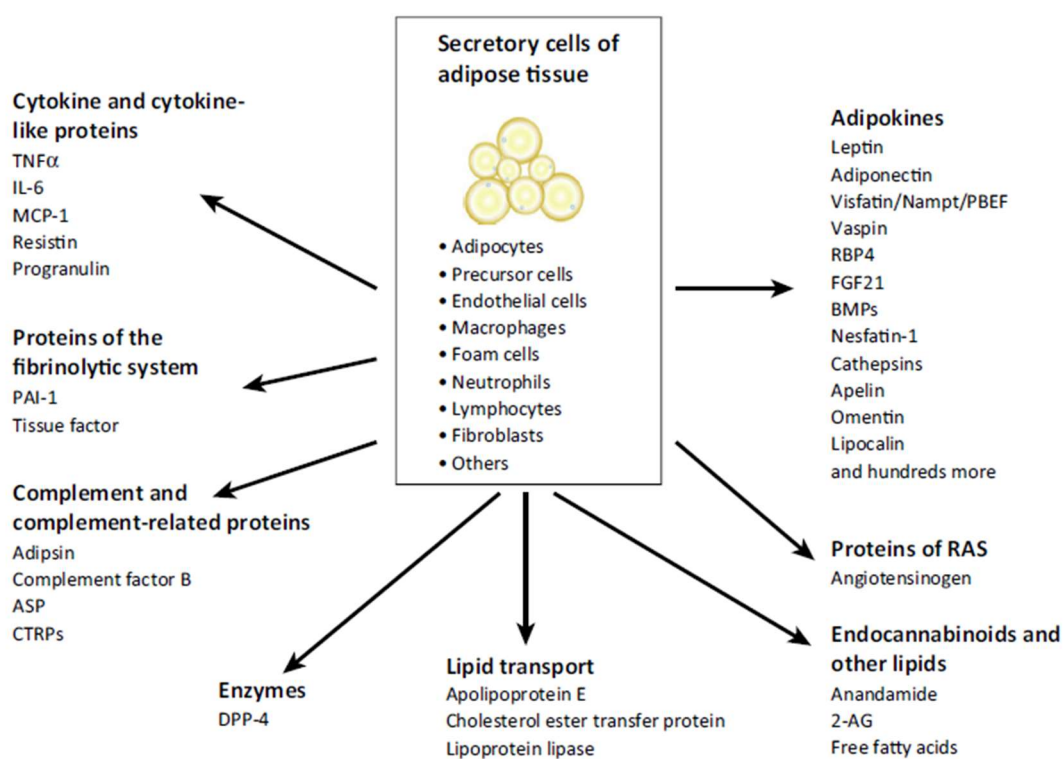 Secretory cells of
adipose tissue
• Adipocytes
• Precursor cells
• Endothelial cells
• Macrophages
• Foam cells
• Neutrophils
• Lymphocytes
• Fibroblasts
• Others
Cytokine and cytokine-
like proteins
TNFα
IL-6
MCP-1
Resistin
Progranulin
Proteins of the
fibrinolytic system
PAI-1
Tissue factor
Complement and
complement-related proteins
Adipsin
Complement factor B
ASP
CTRPs
Enzymes
DPP-4
Lipid transport
Apolipoprotein E
Cholesterol ester transfer protein
Lipoprotein lipase
Adipokines
Leptin
Adiponectin
Visfatin/Nampt/PBEF
Vaspin
RBP4
FGF21
BMPs
Nesfatin-1
Cathepsins
Apelin
Omentin
Lipocalin
and hundreds more
Proteins of RAS
Angiotensinogen
Endocannabinoids and
other lipids
Anandamide
2-AG
Free fatty acids